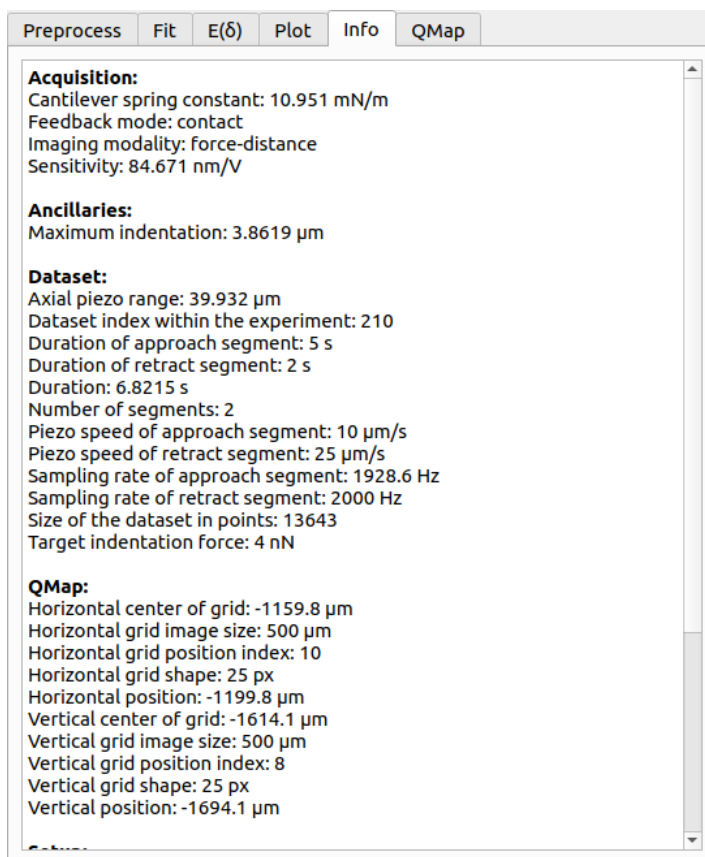 Preprocess Fit E(δ) Plot Info QMap
Acquisition:
Cantilever spring constant: 10.951 mN/m
Feedback mode: contact
Imaging modality: force-distance
Sensitivity: 84.671 nm/V
Ancillaries:
Maximum indentation: 3.8619 µm
Dataset:
Axial piezo range: 39.932 µm
Dataset index within the experiment: 210
Duration of approach segment: 5 s
Duration of retract segment: 2 s
Duration: 6.8215 s
Number of segments: 2
Piezo speed of approach segment: 10 µm/s
Piezo speed of retract segment: 25 µm/s
Sampling rate of approach segment: 1928.6 Hz
Sampling rate of retract segment: 2000 Hz
Size of the dataset in points: 13643
Target indentation force: 4 nN
QMap:
Horizontal center of grid: -1159.8 µm
Horizontal grid image size: 500 µm
Horizontal grid position index: 10
Horizontal grid shape: 25 px
Horizontal position: -1199.8 µm
Vertical center of grid: -1614.1 µm
Vertical grid image size: 500 µm
Vertical grid position index: 8
Vertical grid shape: 25 px
Vertical position: -1694.1 µm